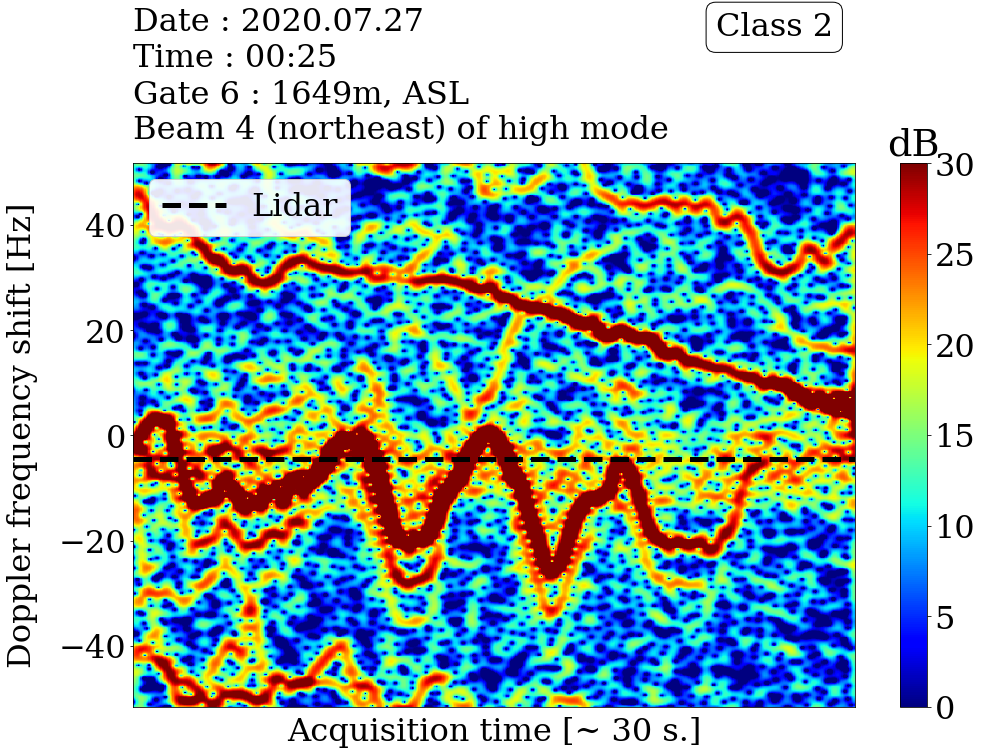 Date : 2020.07.27
Time : 00:25
Gate 6 : 1649m, ASL
Beam 4 (northeast) of high mode
Class 2
dB
Lidar
Doppler frequency shift [Hz]
40
20
0
−20
−40
Acquisition time [~ 30 s.]
30
25
20
15
10
5
0